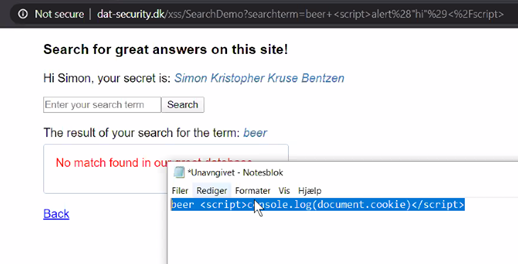 Not secure | dat-security.dk/xss/SearchDemo?searchterm=beer+<script>alert%28"hi"%29<%2Fscript>
Search for great answers on this site!
Hi Simon, your secret is: Simon Kristopher Kruse Bentzen
Enter your search term Search
The result of your search for the term: beer
No match found in our great database
*Unavngivet - Notesblok
Filer Rediger Formater Vis Hjælp
beer <script>console.log(document.cookie)</script>
Back